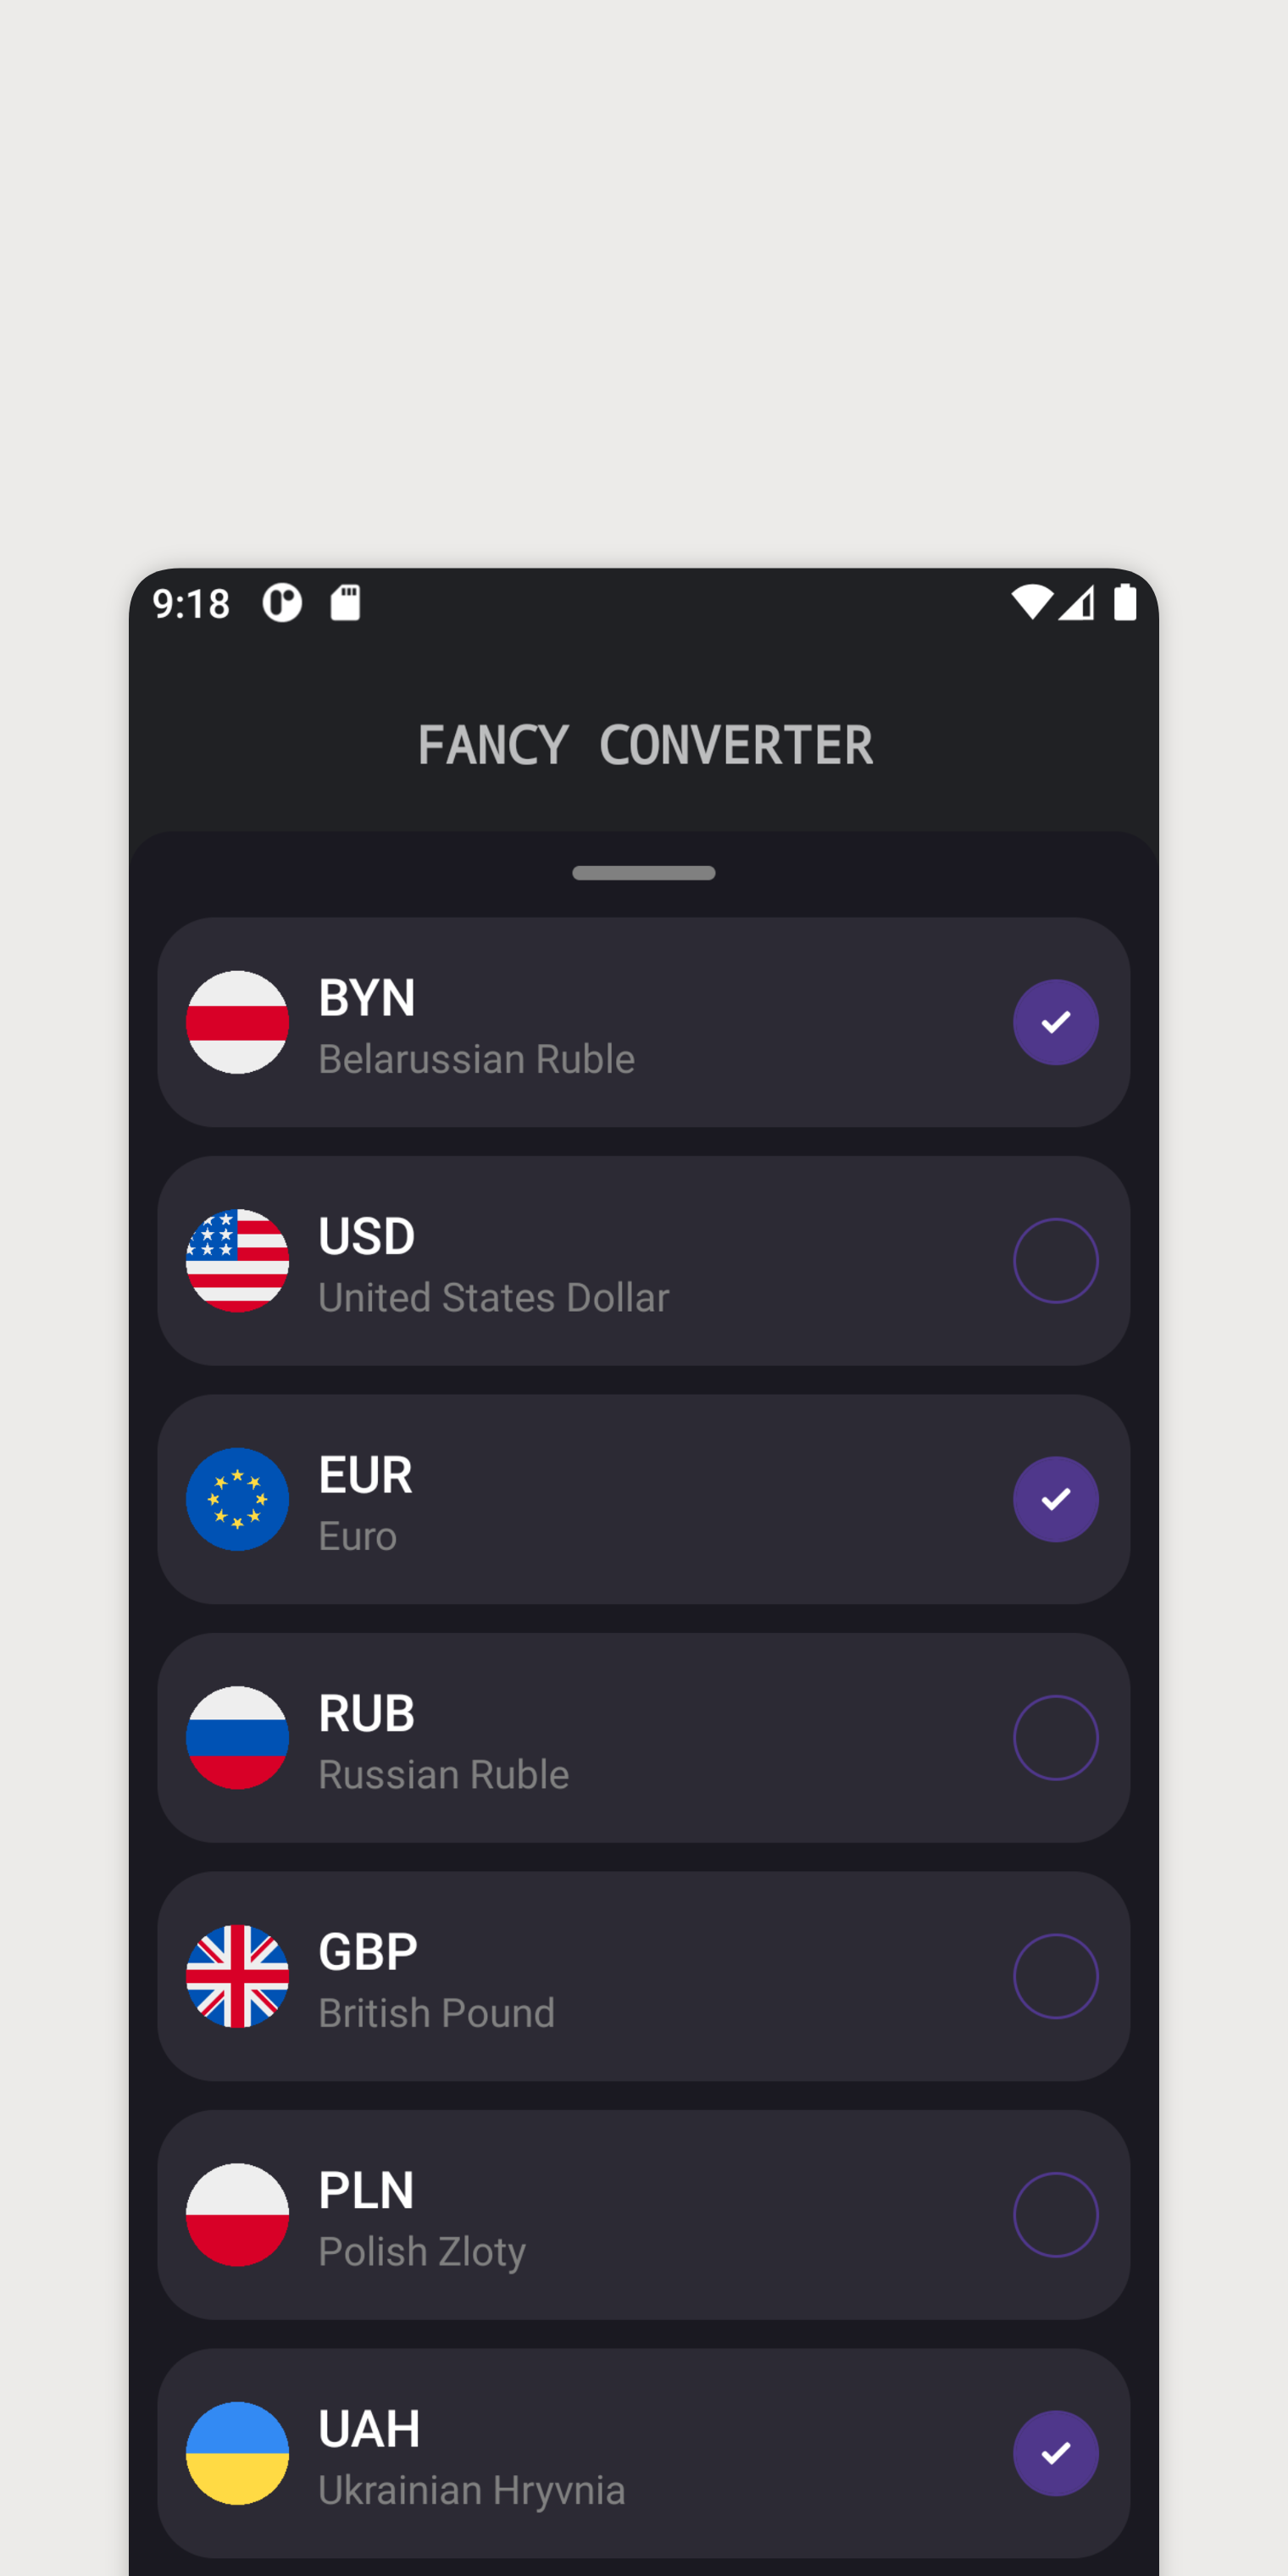 9:18
FANCY CONVERTER
BYN
Belarussian Ruble
USD
United States Dollar
EUR
Euro
RUB
Russian Ruble
GBP
British Pound
PLN
Polish Zloty
UAH
Ukrainian Hryvnia